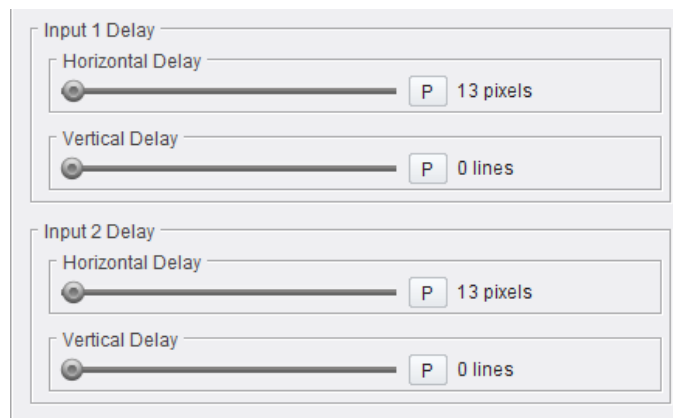 Input 1 Delay
Horizontal Delay
P 13 pixels
Vertical Delay
P 0 lines
Input 2 Delay
Horizontal Delay
P 13 pixels
Vertical Delay
P 0 lines